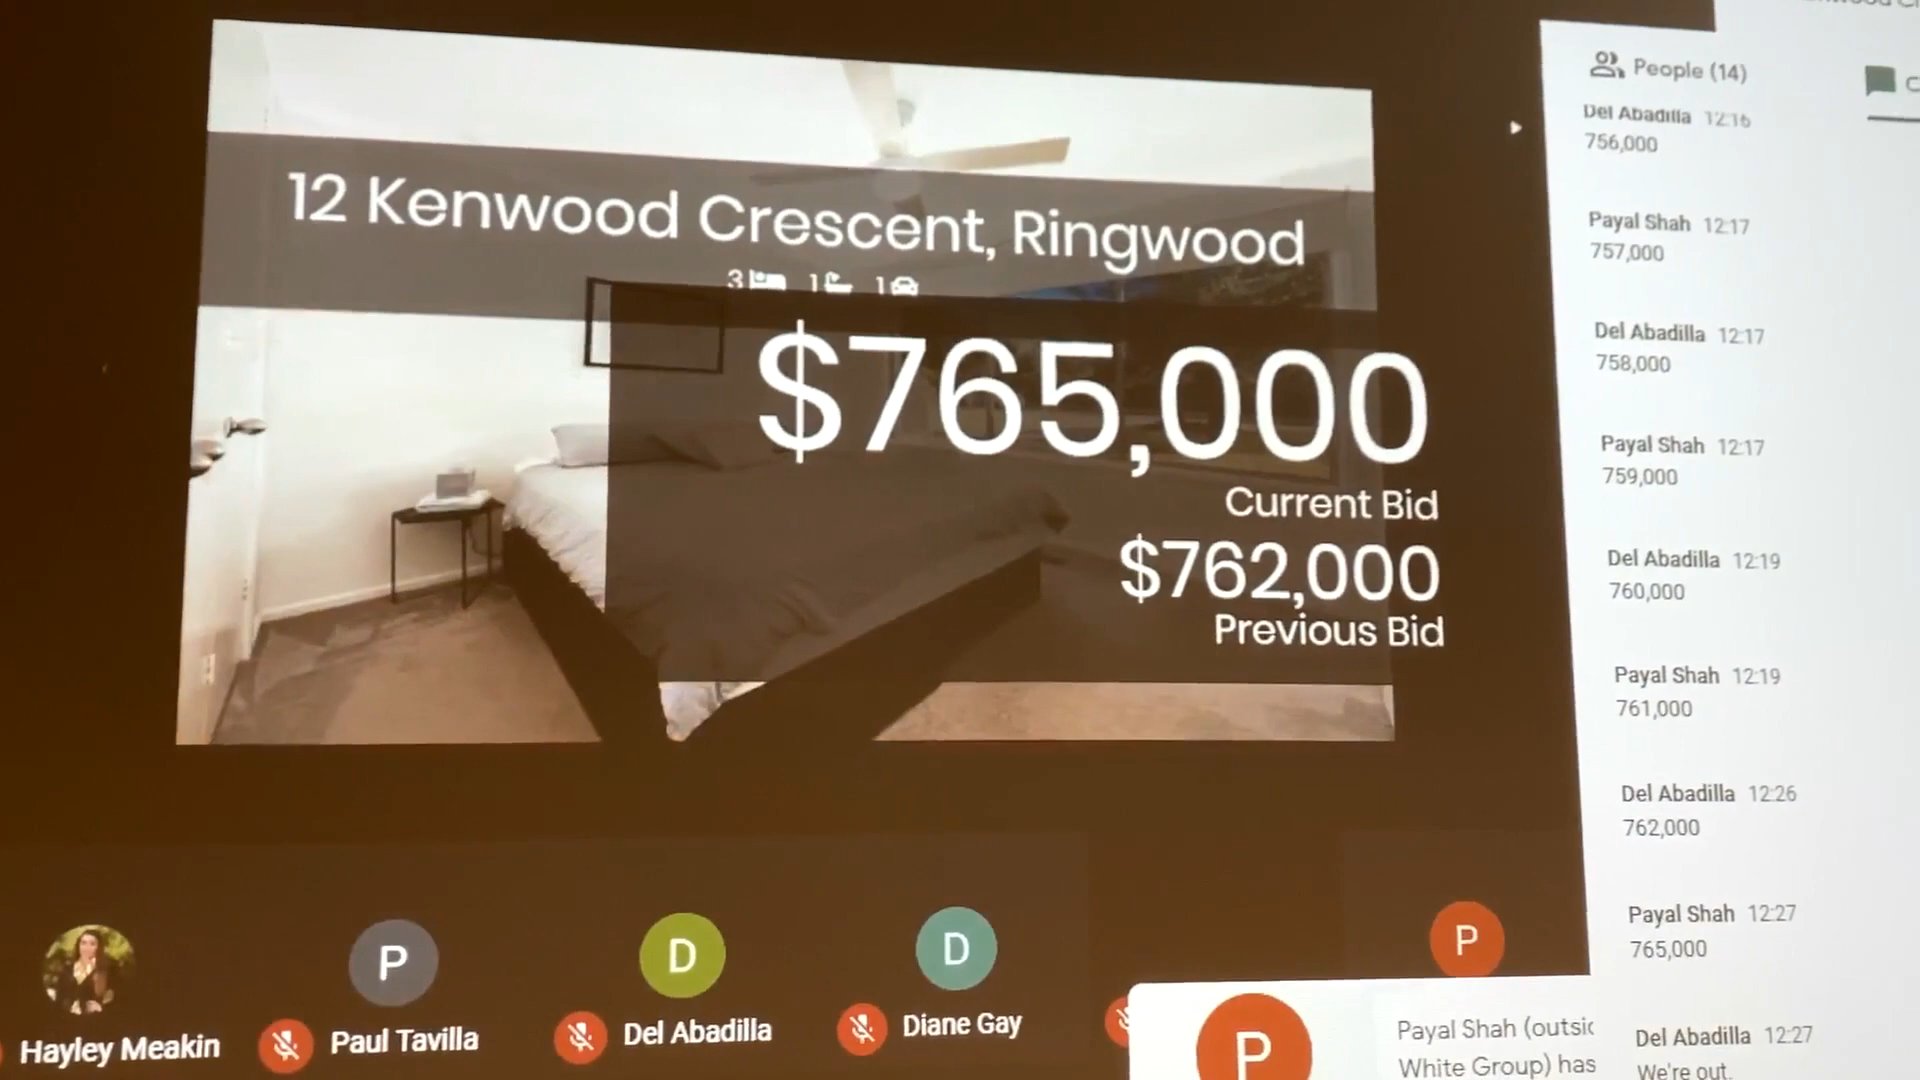 12 Kenwood Crescent, Ringwood
3 1 1
$765,000
Current Bid
$762,000
Previous Bid
People (14)
Del Abadilla 12:16
756,000
Payal Shah 12:17
757,000
Del Abadilla 12:17
758,000
Payal Shah 12:17
759,000
Del Abadilla 12:19
760,000
Payal Shah 12:19
761,000
Del Abadilla 12:26
762,000
Payal Shah 12:27
765,000
Del Abadilla 12:27
We're out.
Hayley Meakin
P
Paul Tavilla
D
Del Abadilla
D
Diane Gay
P
P
Payal Shah
White Group) has